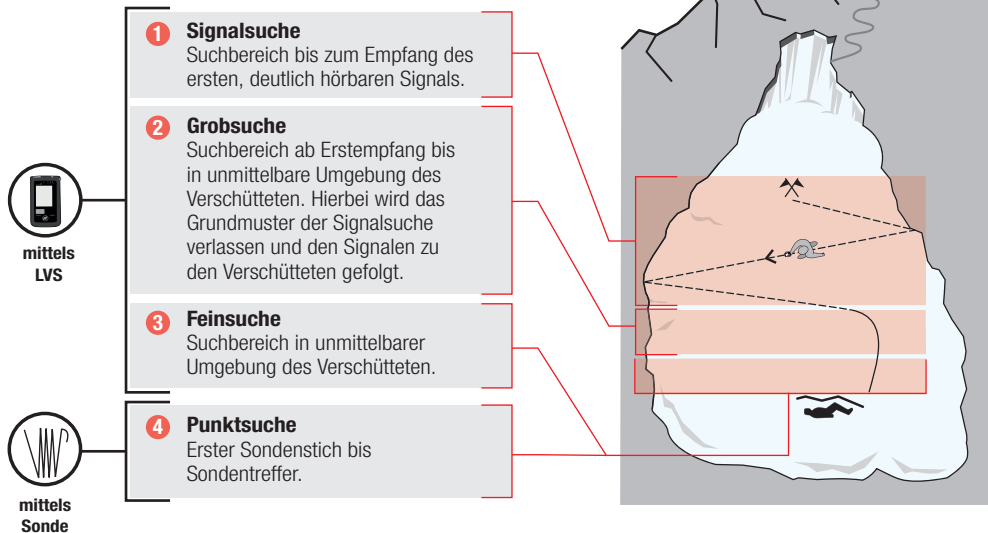 1 Signalsuche
Suchbereich bis zum Empfang des
ersten, deutlich hörbaren Signals.
2 Grobsuche
Suchbereich ab Erstempfang bis
in unmittelbare Umgebung des
Verschütteten. Hierbei wird das
Grundmuster der Signalsuche
verlassen und den Signalen zu
den Verschütteten gefolgt.
mittels
LVS
3 Feinsuche
Suchbereich in unmittelbarer
Umgebung des Verschütteten.
4 Punktsuche
Erster Sondenstich bis
Sondentreffer.
mittels
Sonde